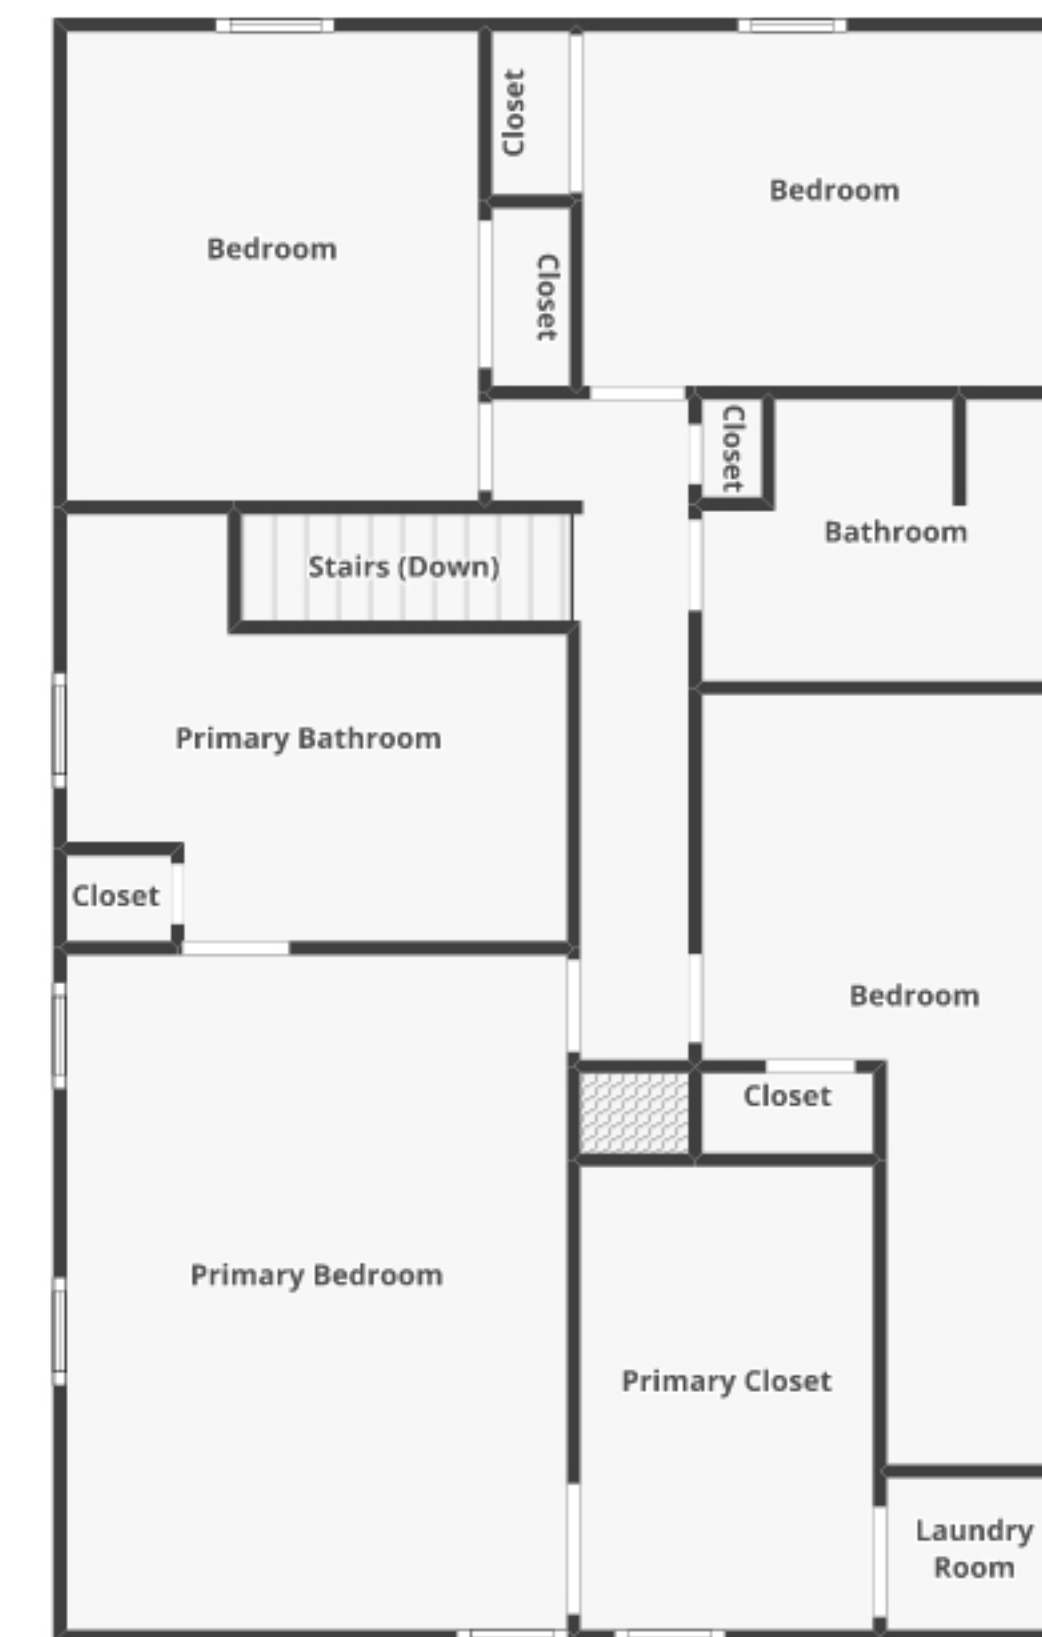 Closet
Bedroom
Bedroom
Closet
Closet
Bathroom
Stairs (Down)
Primary Bathroom
Closet
Bedroom
Closet
Primary Bedroom
Primary Closet
Laundry
Room